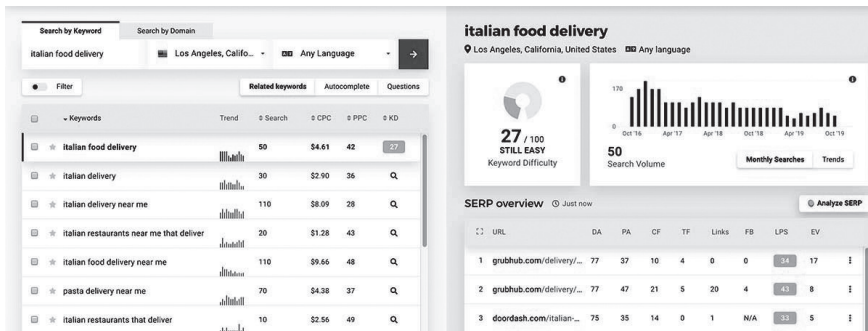 Search by Keyword
Search by Domain
italian food delivery
Los Angeles, Califo...
Any Language
Filter
Related keywords
Autocomplete
Questions
Keywords
Trend
Search
CPC
PPC
KD
italian food delivery 50 $4.61 42 27
italian delivery 30 $2.90 36
italian delivery near me 110 $8.09 28
italian restaurants near me that deliver 20 $1.28 43
italian food delivery near me 110 $9.66 48
pasta delivery near me 70 $4.38 37
italian restaurants that deliver 10 $2.56 49
italian food delivery
Los Angeles, California, United States Any language
27 / 100
STILL EASY
Keyword Difficulty
170
0
Oct '16 Apr '17 Apr '18 Oct '18 Apr '19 Oct '19
50
Search Volume
Monthly Searches
Trends
SERP overview Just now
Analyze SERP
URL DA PA CF TF Links FB LPS EV
1 grubhub.com/delivery/... 77 37 10 4 0 0 34 17
2 grubhub.com/delivery/... 77 47 21 5 20 4 43 8
3 doordash.com/italian-... 75 35 14 0 1 N/A 33 5